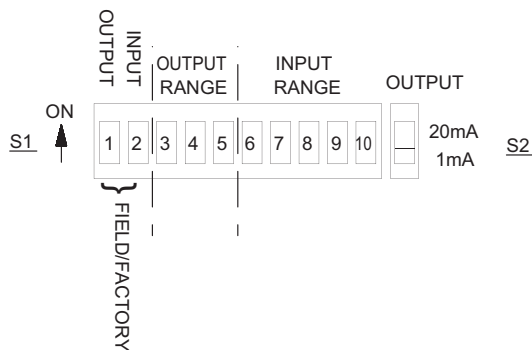 OUTPUT
INPUT
OUTPUT
RANGE
INPUT
RANGE
OUTPUT
ON
S1
1 2 3 4 5 6 7 8 9 10
20mA
1mA
S2
FIELD/FACTORY